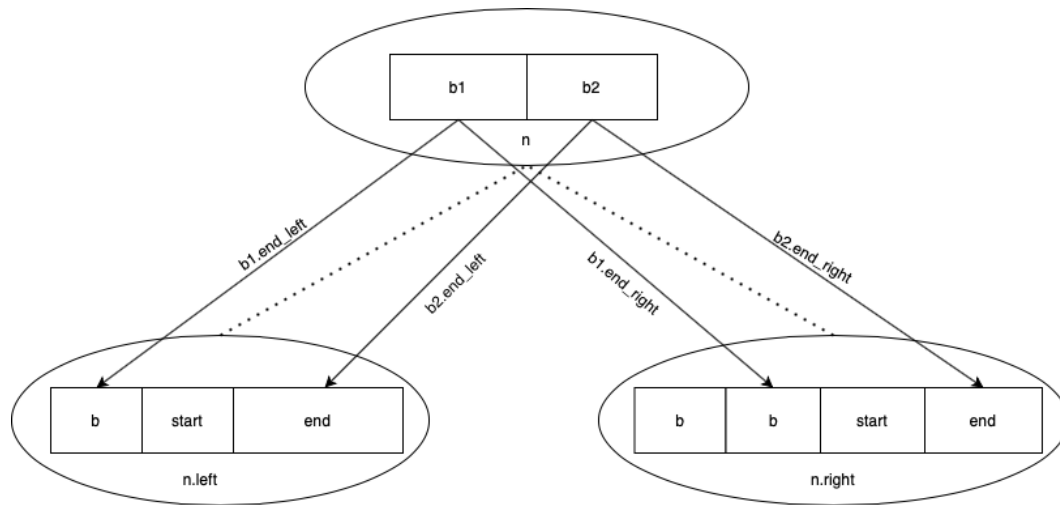 b1
b2
n
b1.end_left
b2.end_left
b1.end_right
b2.end_right
b
start
end
n.left
b
b
start
end
n.right